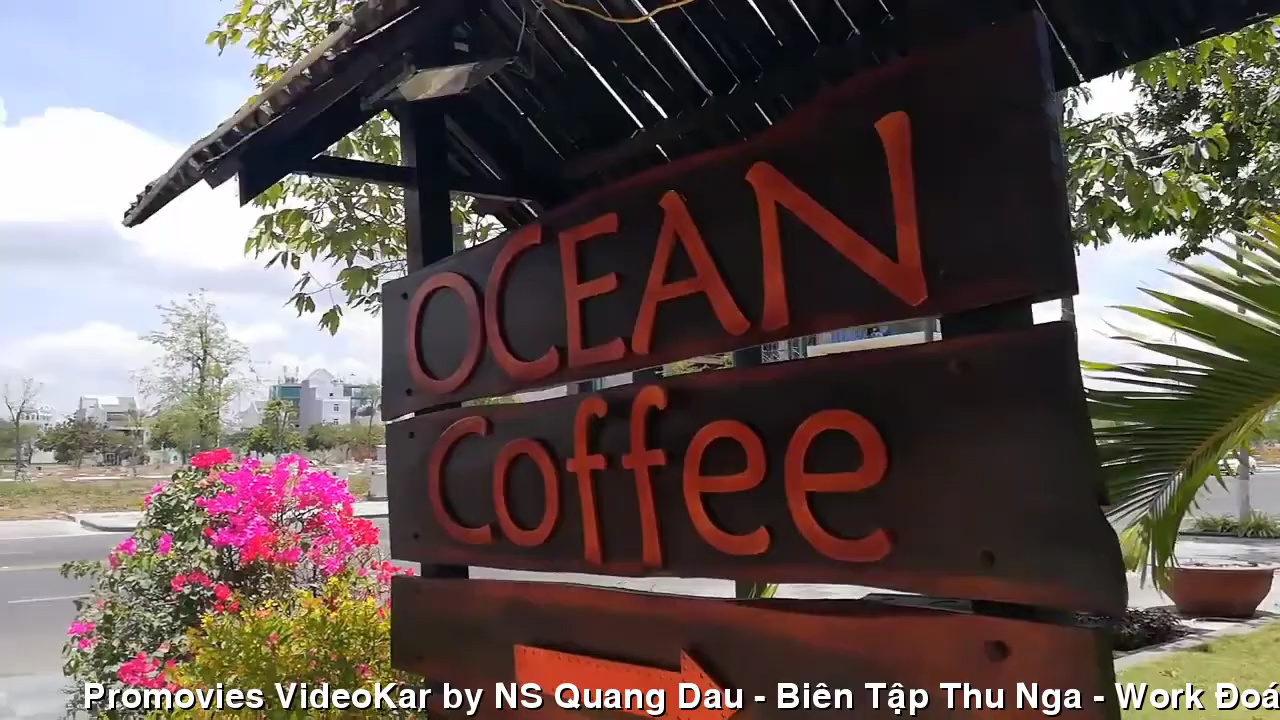 OCEAN
Coffee
Promovies VideoKar by NS Quang Dau - Biên Tập Thu Nga - Work